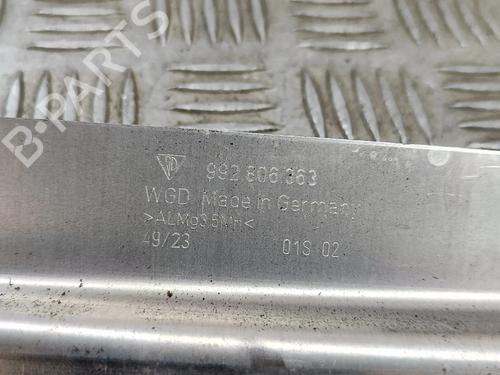 B-PARTS
992.806.363
WGD Made in Germany
>ALMg3.5Mn<
49/23 01S 02